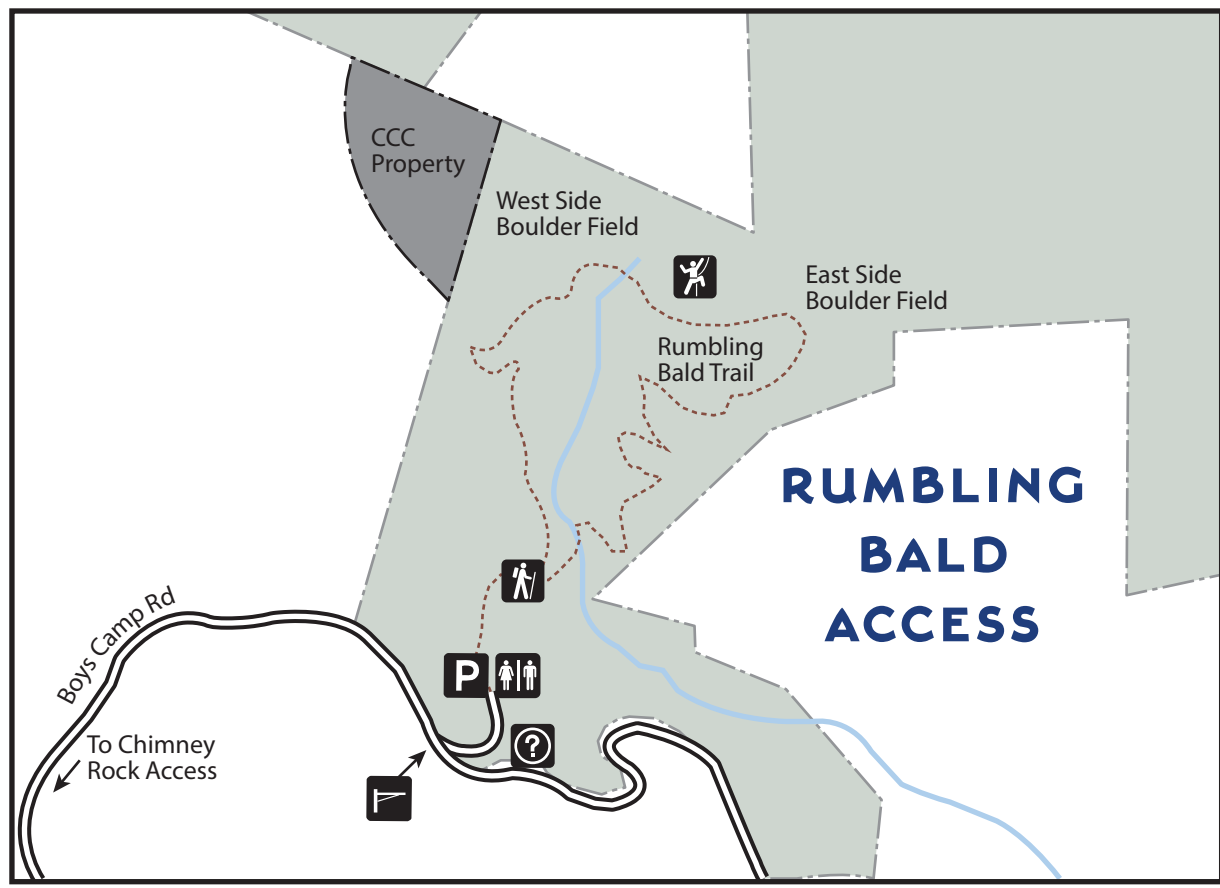 CCC
Property
West Side
Boulder Field
East Side
Boulder Field
Rumbling
Bald Trail
RUMBLING
BALD
ACCESS
Boys Camp Rd
P
?
To Chimney
Rock Access